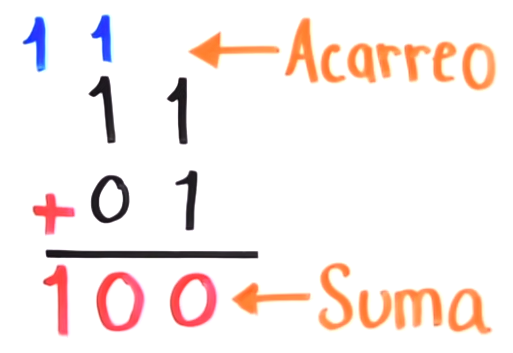 1 1 ← Acarreo
1 1
+ 0 1
1 0 0 ← Suma